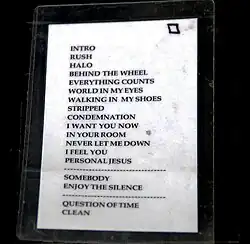 INTRO
RUSH
HALO
BEHIND THE WHEEL
EVERYTHING COUNTS
WORLD IN MY EYES
WALKING IN MY SHOES
STRIPPED
CONDEMNATION
I WANT YOU NOW
IN YOUR ROOM
NEVER LET ME DOWN
I FEEL YOU
PERSONAL JESUS
--------------------------------
SOMEBODY
ENJOY THE SILENCE
--------------------------------
QUESTION OF TIME
CLEAN